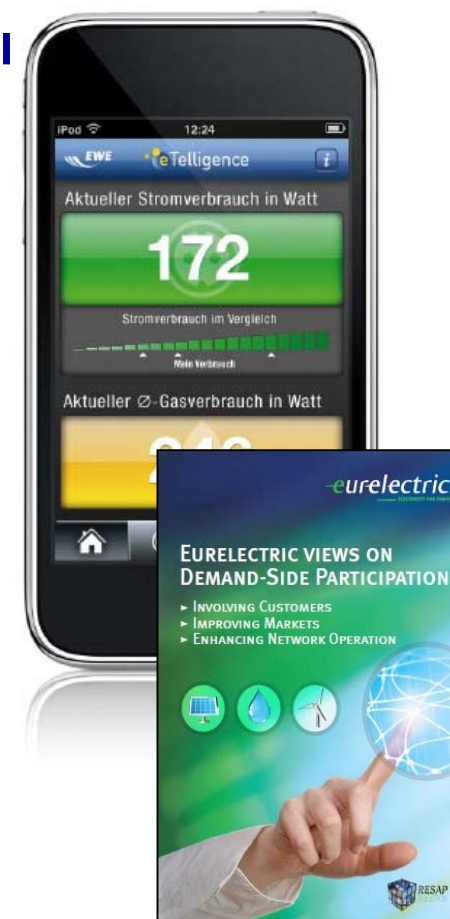 iPod 12:24
EWE eTelligence i
Aktueller Stromverbrauch in Watt
172
Stromverbrauch im Vergleich
Mein Verbrauch
Aktueller Ø-Gasverbrauch in Watt
eurelectric
EURELECTRIC VIEWS ON
DEMAND-SIDE PARTICIPATION
► INVOLVING CUSTOMERS
► IMPROVING MARKETS
► ENHANCING NETWORK OPERATION
RESAP